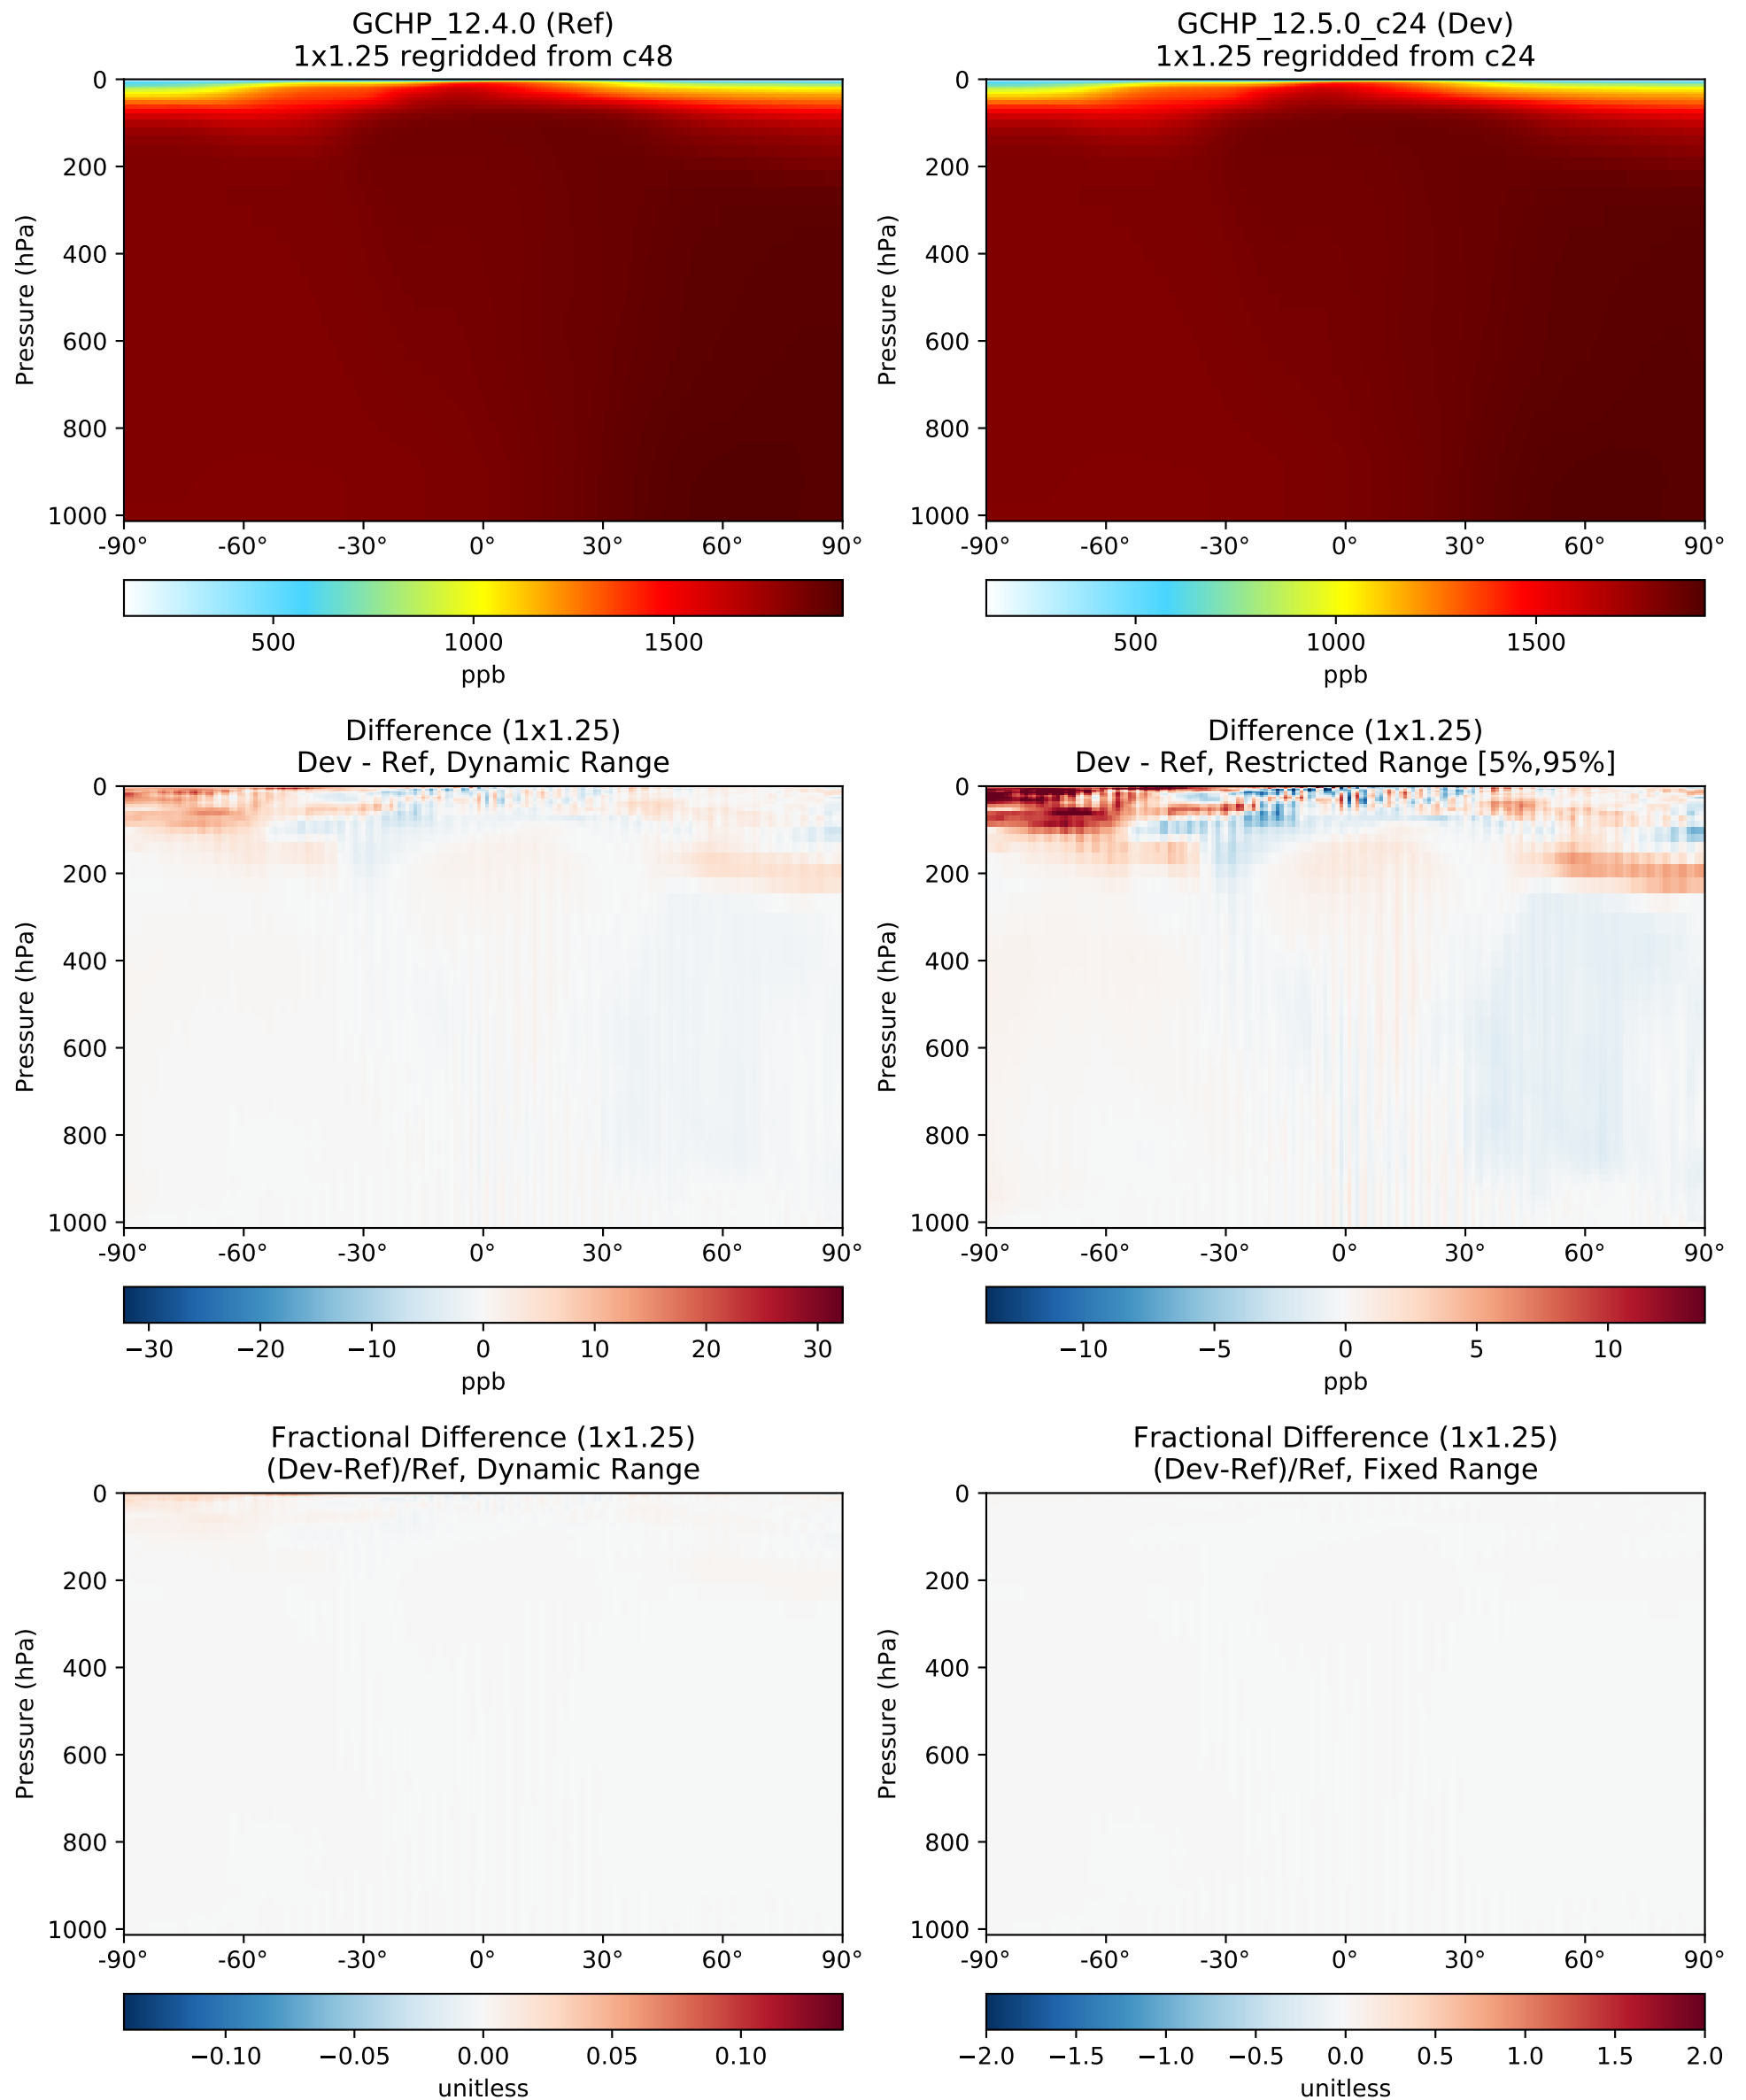 GCHP_12.4.0 (Ref)
1x1.25 regridded from c48
0
200
400
600
800
1000
Pressure (hPa)
-90° -60° -30° 0° 30° 60° 90°
500 1000 1500
ppb
GCHP_12.5.0_c24 (Dev)
1x1.25 regridded from c24
0
200
400
600
800
1000
Pressure (hPa)
-90° -60° -30° 0° 30° 60° 90°
500 1000 1500
ppb
Difference (1x1.25)
Dev - Ref, Dynamic Range
0
200
400
600
800
1000
Pressure (hPa)
-90° -60° -30° 0° 30° 60° 90°
−30 −20 −10 0 10 20 30
ppb
Difference (1x1.25)
Dev - Ref, Restricted Range [5%,95%]
0
200
400
600
800
1000
Pressure (hPa)
-90° -60° -30° 0° 30° 60° 90°
−10 −5 0 5 10
ppb
Fractional Difference (1x1.25)
(Dev-Ref)/Ref, Dynamic Range
0
200
400
600
800
1000
Pressure (hPa)
-90° -60° -30° 0° 30° 60° 90°
−0.10 −0.05 0.00 0.05 0.10
unitless
Fractional Difference (1x1.25)
(Dev-Ref)/Ref, Fixed Range
0
200
400
600
800
1000
Pressure (hPa)
-90° -60° -30° 0° 30° 60° 90°
−2.0 −1.5 −1.0 −0.5 0.0 0.5 1.0 1.5 2.0
unitless